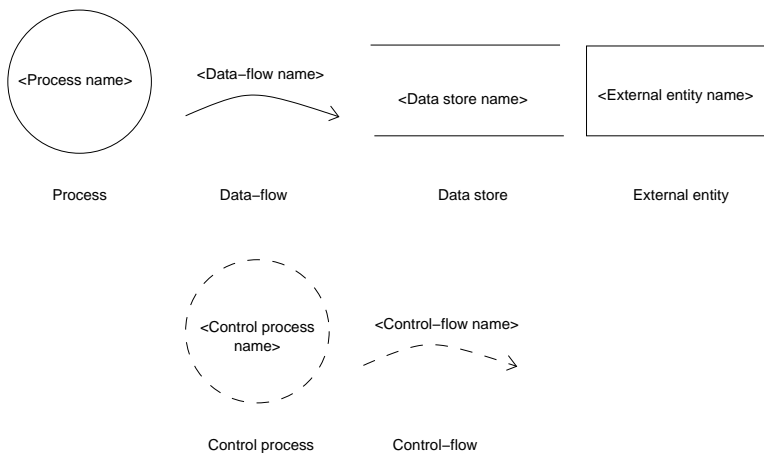 <Process name>
<Data−flow name>
<Data store name>
<External entity name>
Process
Data−flow
Data store
External entity
<Control process
name>
<Control−flow name>
Control process
Control−flow